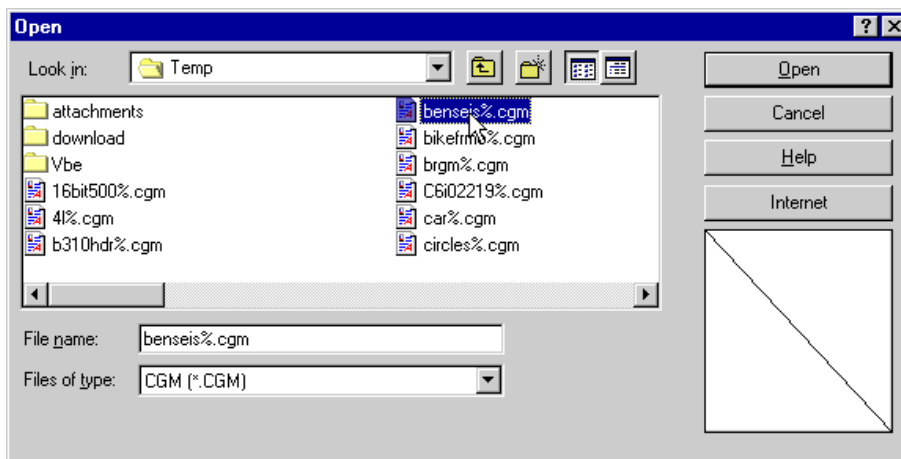 Open
Look in: Temp
attachments
download
Vbe
16bit500%.cgm
4l%.cgm
b310hdr%.cgm
benseis%.cgm
brgm%.cgm
C6i02219%.cgm
car%.cgm
circles%.cgm
File name: benseis%.cgm
Files of type: CGM (*.CGM)
Open
Cancel
Help
Internet